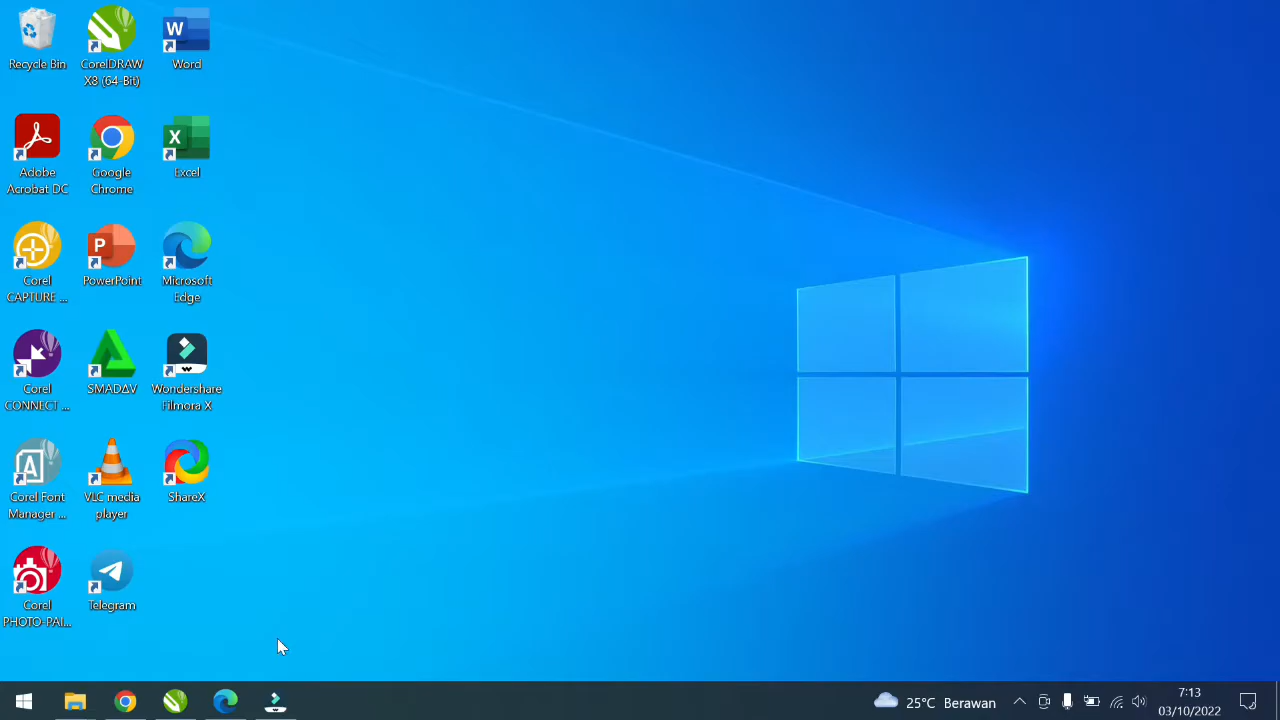 Recycle Bin
CorelDRAW
X8 (64-Bit)
Word
Adobe
Acrobat DC
Google
Chrome
Excel
Corel
CAPTURE ...
PowerPoint
Microsoft
Edge
Corel
CONNECT ...
SMADΔV
Wondershare
Filmora X
Corel Font
Manager ...
VLC media
player
ShareX
Corel
PHOTO-PAI...
Telegram
25°C Berawan
7:13
03/10/2022